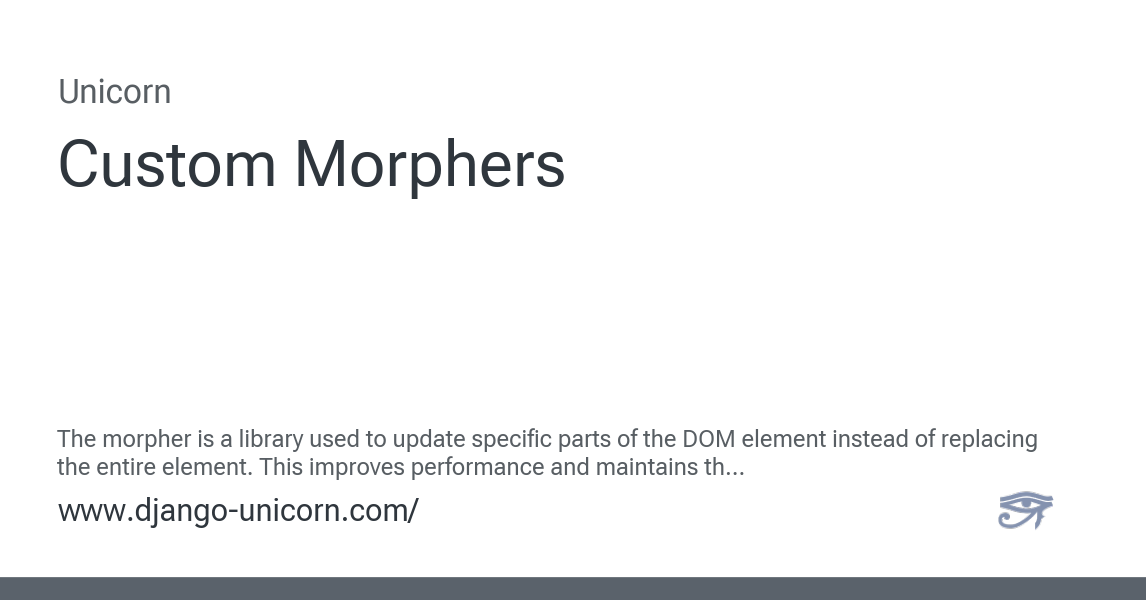 Unicorn
Custom Morphers
The morpher is a library used to update specific parts of the DOM element instead of replacing
the entire element. This improves performance and maintains th...
www.django-unicorn.com/